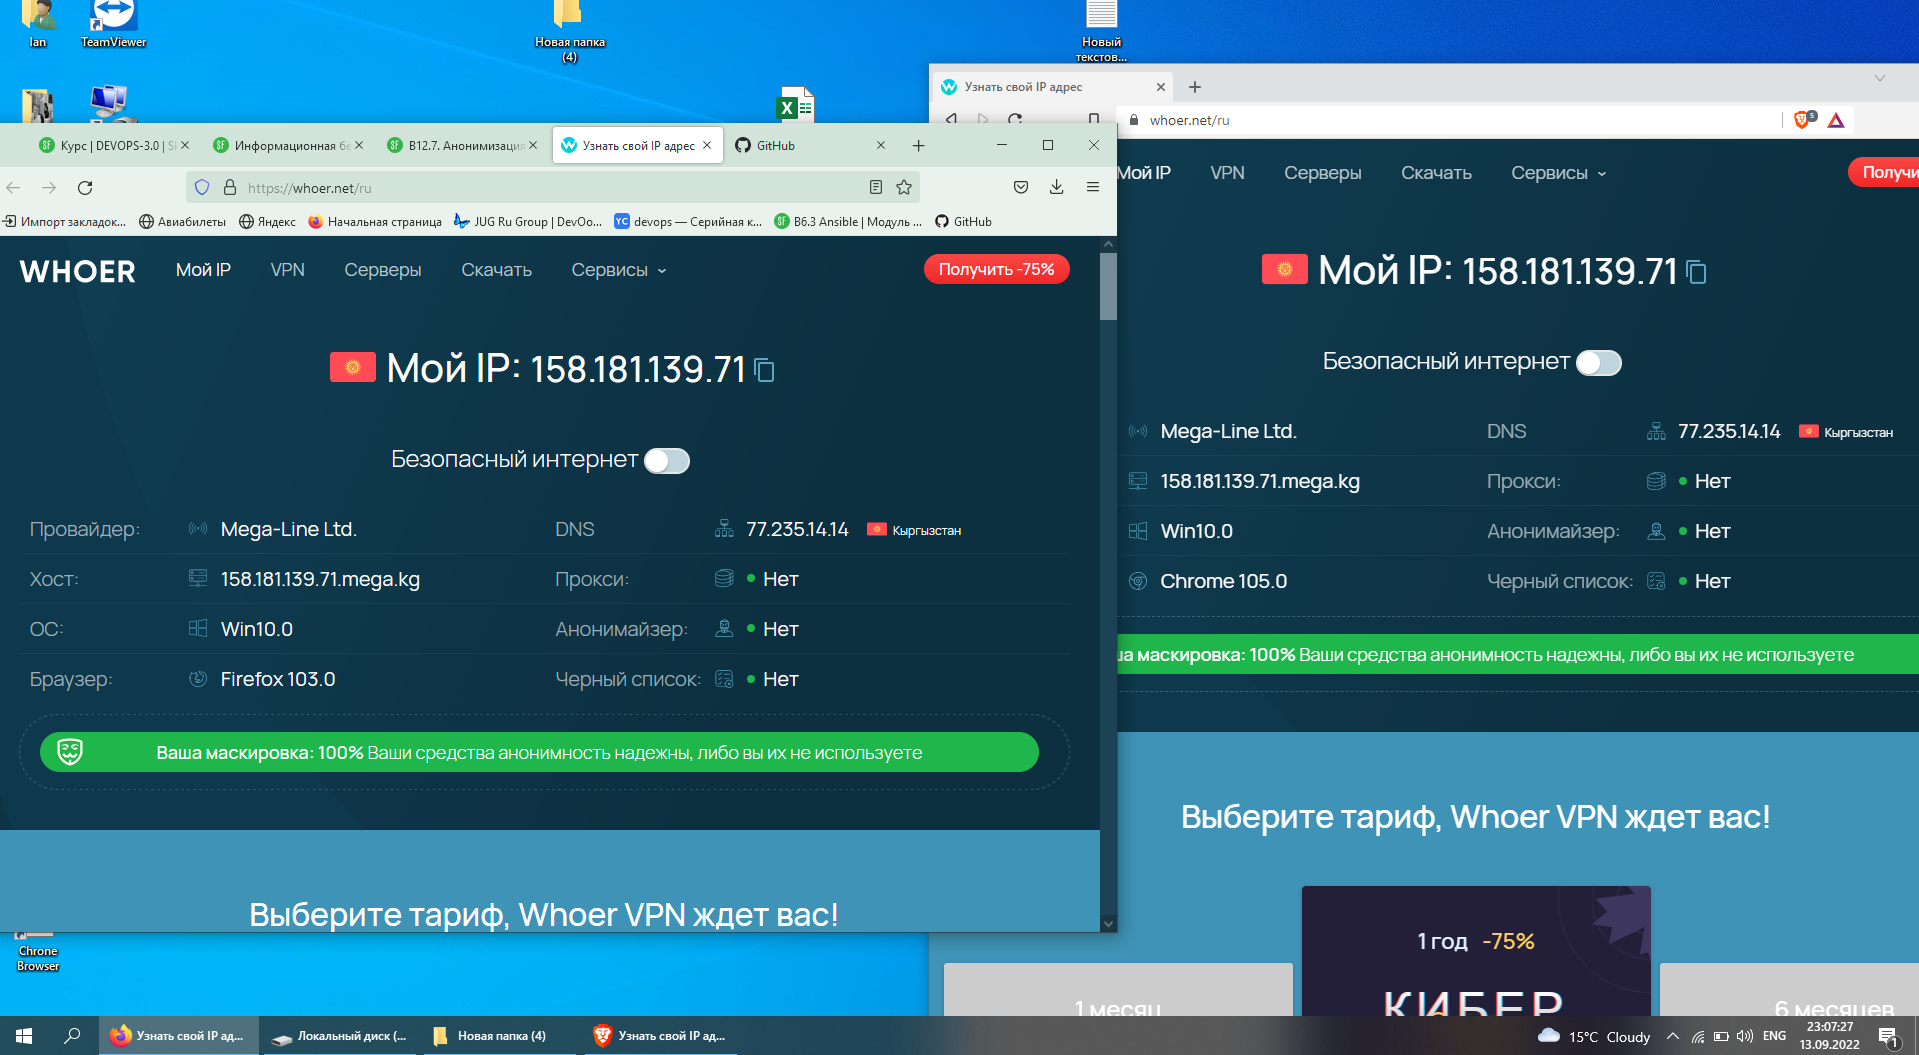 Ian
TeamViewer
Новая папка
(4)
Новый
текстов...
Узнать свой IP адрес
whoer.net/ru
5
Курс | DEVOPS-3.0 |
Информационная
B12.7. Анонимизация
Узнать свой IP адрес
GitHub
https://whoer.net/ru
Импорт закладок...
Авиабилеты
Яндекс
Начальная страница
JUG Ru Group | DevOo...
devops — Серийная к...
B6.3 Ansible | Модуль ...
GitHub
WHOER
Мой IP
VPN
Серверы
Скачать
Сервисы
Получить -75%
Мой IP: 158.181.139.71
Безопасный интернет
Провайдер:
Mega-Line Ltd.
DNS
77.235.14.14
Кыргызстан
Хост:
158.181.139.71.mega.kg
Прокси:
Нет
ОС:
Win10.0
Анонимайзер:
Нет
Браузер:
Firefox 103.0
Черный список:
Нет
Ваша маскировка: 100% Ваши средства анонимность надежны, либо вы их не используете
Выберите тариф, Whoer VPN ждет вас!
Мой IP
VPN
Серверы
Скачать
Сервисы
Получи
Мой IP: 158.181.139.71
Безопасный интернет
Mega-Line Ltd.
DNS
77.235.14.14
Кыргызстан
158.181.139.71.mega.kg
Прокси:
Нет
Win10.0
Анонимайзер:
Нет
Chrome 105.0
Черный список:
Нет
ша маскировка: 100% Ваши средства анонимность надежны, либо вы их не используете
Выберите тариф, Whoer VPN ждет вас!
1 год -75%
КИБЕР
1 месяц
6 месяцев
Chrone
Browser
Узнать свой IP ад...
Локальный диск (...
Новая папка (4)
Узнать свой IP ад...
15°C Cloudy
ENG
23:07:27
13.09.2022
1